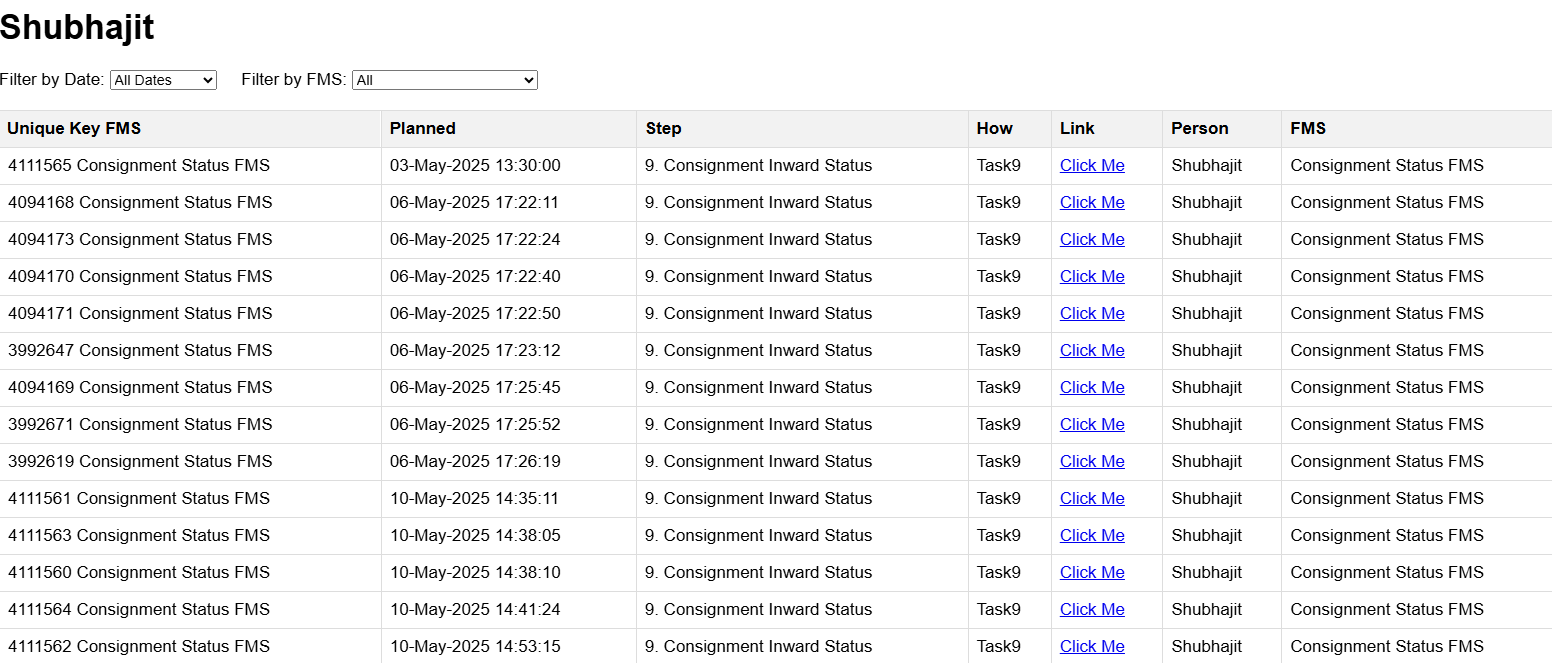 Shubhajit
Filter by Date: All Dates Filter by FMS: All
Unique Key FMS Planned Step How Link Person FMS
4111565 Consignment Status FMS 03-May-2025 13:30:00 9. Consignment Inward Status Task9 Click Me Shubhajit Consignment Status FMS
4094168 Consignment Status FMS 06-May-2025 17:22:11 9. Consignment Inward Status Task9 Click Me Shubhajit Consignment Status FMS
4094173 Consignment Status FMS 06-May-2025 17:22:24 9. Consignment Inward Status Task9 Click Me Shubhajit Consignment Status FMS
4094170 Consignment Status FMS 06-May-2025 17:22:40 9. Consignment Inward Status Task9 Click Me Shubhajit Consignment Status FMS
4094171 Consignment Status FMS 06-May-2025 17:22:50 9. Consignment Inward Status Task9 Click Me Shubhajit Consignment Status FMS
3992647 Consignment Status FMS 06-May-2025 17:23:12 9. Consignment Inward Status Task9 Click Me Shubhajit Consignment Status FMS
4094169 Consignment Status FMS 06-May-2025 17:25:45 9. Consignment Inward Status Task9 Click Me Shubhajit Consignment Status FMS
3992671 Consignment Status FMS 06-May-2025 17:25:52 9. Consignment Inward Status Task9 Click Me Shubhajit Consignment Status FMS
3992619 Consignment Status FMS 06-May-2025 17:26:19 9. Consignment Inward Status Task9 Click Me Shubhajit Consignment Status FMS
4111561 Consignment Status FMS 10-May-2025 14:35:11 9. Consignment Inward Status Task9 Click Me Shubhajit Consignment Status FMS
4111563 Consignment Status FMS 10-May-2025 14:38:05 9. Consignment Inward Status Task9 Click Me Shubhajit Consignment Status FMS
4111560 Consignment Status FMS 10-May-2025 14:38:10 9. Consignment Inward Status Task9 Click Me Shubhajit Consignment Status FMS
4111564 Consignment Status FMS 10-May-2025 14:41:24 9. Consignment Inward Status Task9 Click Me Shubhajit Consignment Status FMS
4111562 Consignment Status FMS 10-May-2025 14:53:15 9. Consignment Inward Status Task9 Click Me Shubhajit Consignment Status FMS